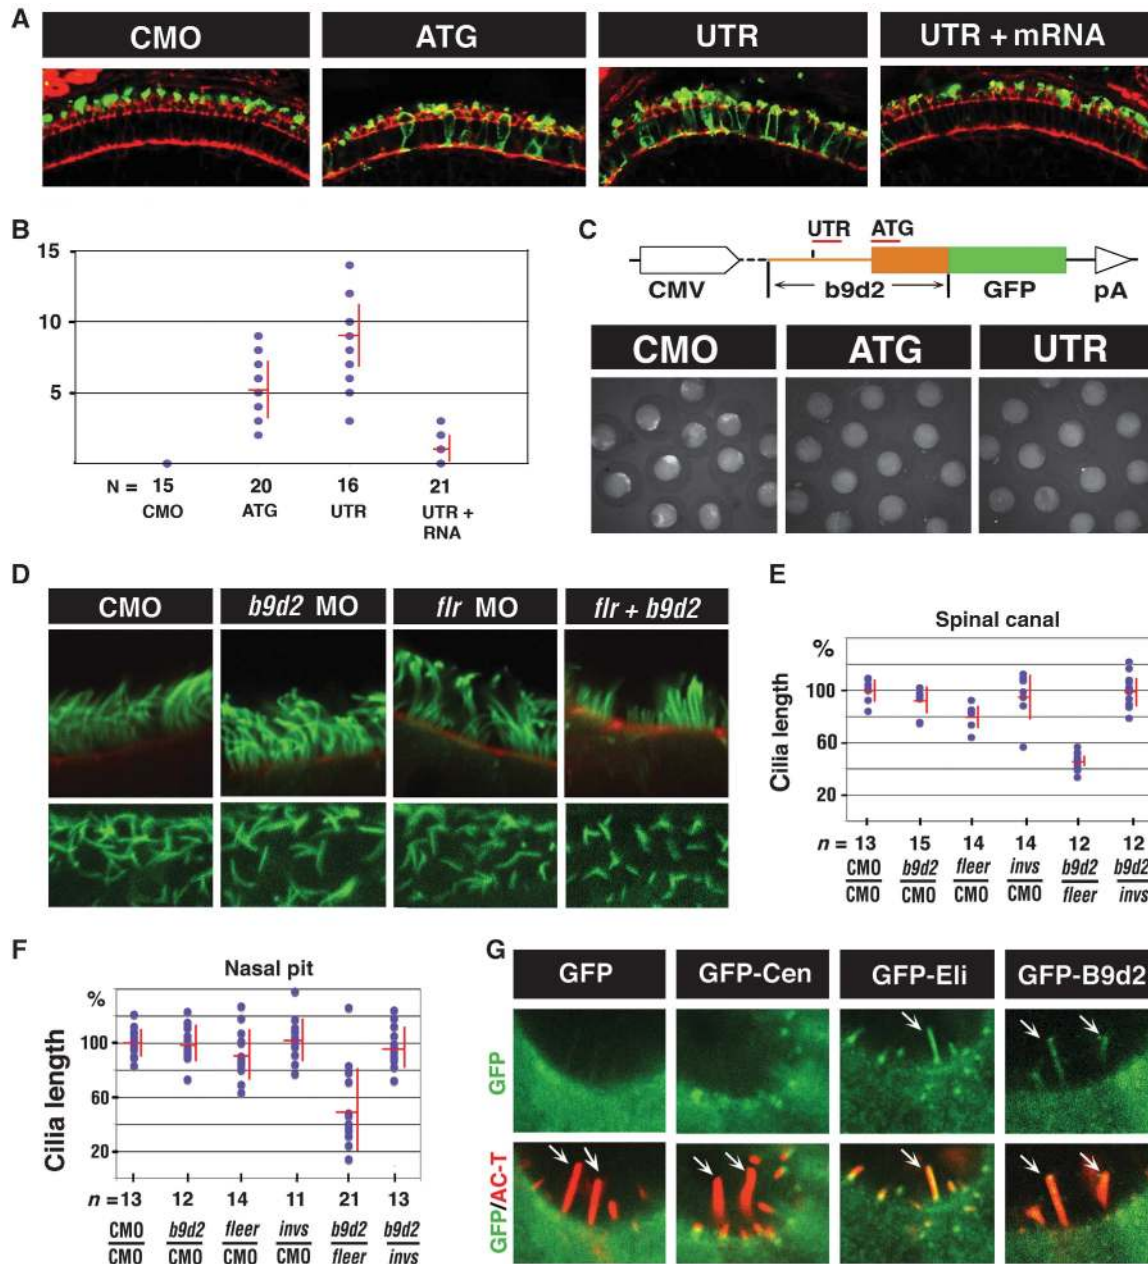 A
CMO ATG UTR UTR + mRNA
B
15
10
5
N = 15 20 16 21
CMO ATG UTR UTR +
RNA
C
UTR ATG
CMV b9d2 GFP pA
CMO ATG UTR
D
CMO b9d2 MO flr MO flr + b9d2
E
Spinal canal
%
100
60
20
Cilia length
n = 13 15 14 14 12 12
CMO b9d2 fleer invs b9d2 b9d2
CMO CMO CMO CMO fleer invs
F
Nasal pit
%
100
60
20
Cilia length
n = 13 12 14 11 21 13
CMO b9d2 fleer invs b9d2 b9d2
CMO CMO CMO CMO fleer invs
G
GFP GFP-Cen GFP-Eli GFP-B9d2
GFP
GFP/AC-T